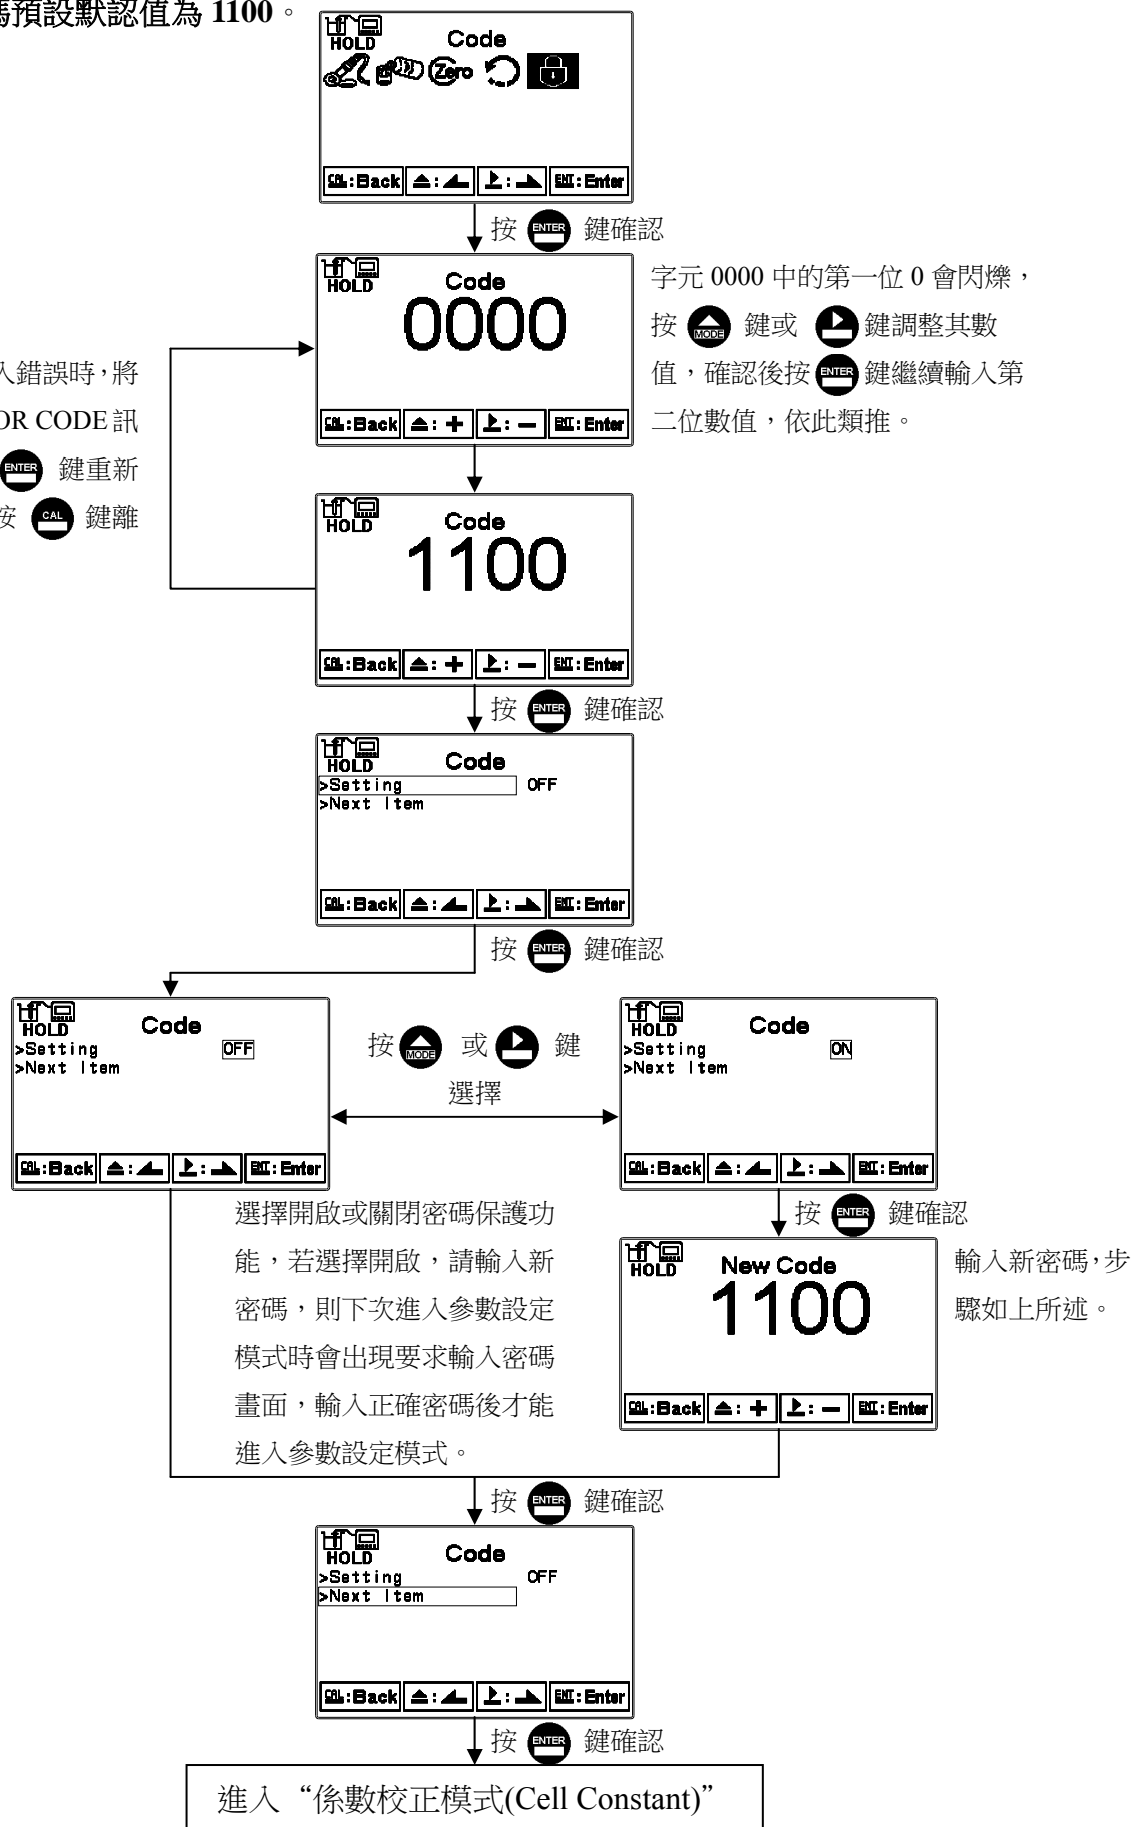 碼預設默認值為 1100。
HOLD Code
Zero
CAL:Back
ENT:Enter
按 ENTER 鍵確認
HOLD Code
0000
CAL:Back + - ENT:Enter
字元 0000 中的第一位 0 會閃爍，
按 MODE 鍵或 鍵調整其數
值，確認後按 ENTER 鍵繼續輸入第
二位數值，依此類推。
入錯誤時，將
OR CODE 訊
ENTER 鍵重新
按 CAL 鍵離
HOLD Code
1100
CAL:Back + - ENT:Enter
按 ENTER 鍵確認
HOLD Code
>Setting OFF
>Next Item
CAL:Back ENT:Enter
按 ENTER 鍵確認
HOLD Code
>Setting OFF
>Next Item
CAL:Back ENT:Enter
按 MODE 或 鍵
選擇
HOLD Code
>Setting ON
>Next Item
CAL:Back ENT:Enter
選擇開啟或關閉密碼保護功
能，若選擇開啟，請輸入新
密碼，則下次進入參數設定
模式時會出現要求輸入密碼
畫面，輸入正確密碼後才能
進入參數設定模式。
按 ENTER 鍵確認
HOLD New Code
1100
CAL:Back + - ENT:Enter
輸入新密碼，步
驟如上所述。
按 ENTER 鍵確認
HOLD Code
>Setting OFF
>Next Item
CAL:Back ENT:Enter
按 ENTER 鍵確認
進入“係數校正模式(Cell Constant)”